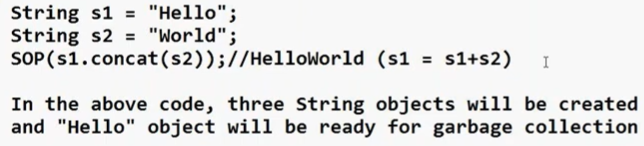 String s1 = "Hello";
String s2 = "World";
SOP(s1.concat(s2));//HelloWorld (s1 = s1+s2)
In the above code, three String objects will be created
and "Hello" object will be ready for garbage collection